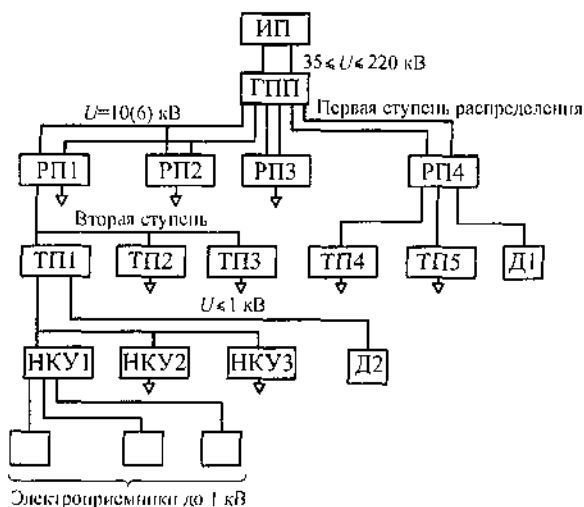 ИП
35 ⩽ U ⩽ 220 кВ
ГПП
U=10(6) кВ
Первая ступень распределения
РП1 РП2 РП3 РП4
Вторая ступень
ТП1 ТП2 ТП3 ТП4 ТП5 Д1
U ⩽ 1 кВ
НКУ1 НКУ2 НКУ3 Д2
Электроприемники до 1 кВ